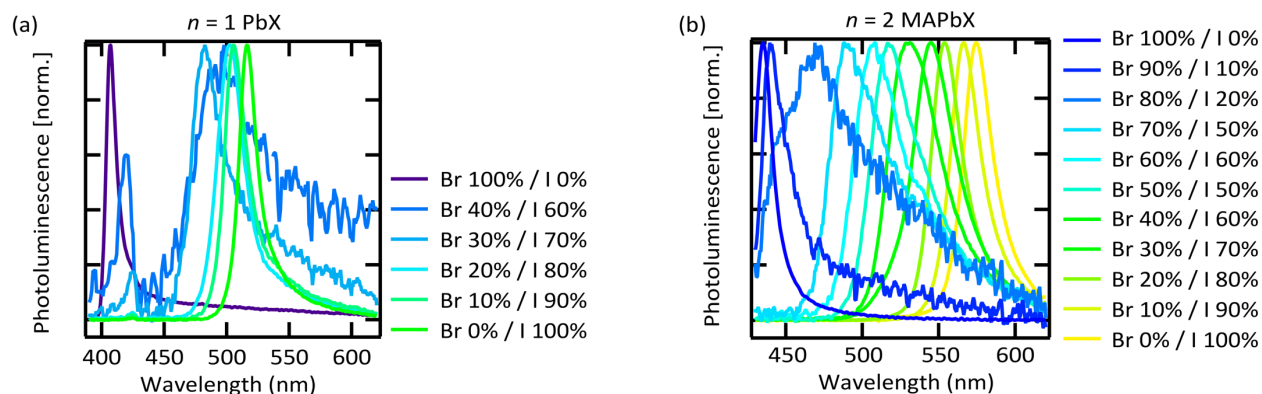 (a)
n = 1 PbX
Photoluminescence [norm.]
400 450 500 550 600
Wavelength (nm)
Br 100% / I 0%
Br 40% / I 60%
Br 30% / I 70%
Br 20% / I 80%
Br 10% / I 90%
Br 0% / I 100%
(b)
n = 2 MAPbX
Photoluminescence [norm.]
450 500 550 600
Wavelength (nm)
Br 100% / I 0%
Br 90% / I 10%
Br 80% / I 20%
Br 70% / I 50%
Br 60% / I 60%
Br 50% / I 50%
Br 40% / I 60%
Br 30% / I 70%
Br 20% / I 80%
Br 10% / I 90%
Br 0% / I 100%